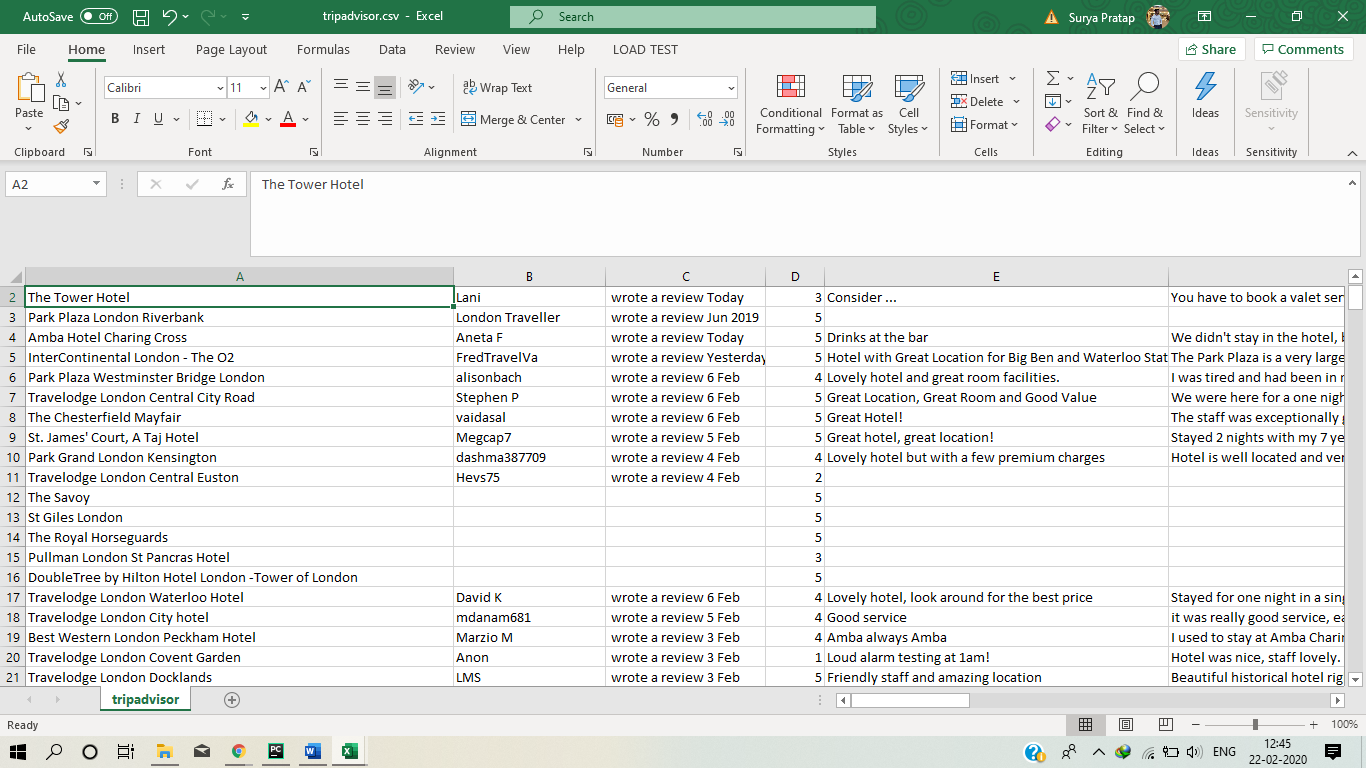 AutoSave Off tripadvisor.csv - Excel Search Surya Pratap
File Home Insert Page Layout Formulas Data Review View Help LOAD TEST Share Comments
Paste Calibri 11 A^ A˅ ab Wrap Text General Conditional Formatting Format as Table Cell Styles Insert Delete Format Sort & Filter Find & Select Ideas Sensitivity
B I U A Merge & Center % 9 .00
Clipboard Font Alignment Number Styles Cells Editing Ideas Sensitivity
A2 fx The Tower Hotel
A B C D E
2 The Tower Hotel Lani wrote a review Today 3 Consider ... You have to book a valet ser
3 Park Plaza London Riverbank London Traveller wrote a review Jun 2019 5
4 Amba Hotel Charing Cross Aneta F wrote a review Today 5 Drinks at the bar We didn't stay in the hotel,
5 InterContinental London - The O2 FredTravelVa wrote a review Yesterday 5 Hotel with Great Location for Big Ben and Waterloo Stat The Park Plaza is a very large
6 Park Plaza Westminster Bridge London alisonbach wrote a review 6 Feb 4 Lovely hotel and great room facilities. I was tired and had been in
7 Travelodge London Central City Road Stephen P wrote a review 6 Feb 5 Great Location, Great Room and Good Value We were here for a one nigh
8 The Chesterfield Mayfair vaidasal wrote a review 6 Feb 5 Great Hotel! The staff was exceptionally
9 St. James' Court, A Taj Hotel Megcap7 wrote a review 5 Feb 5 Great hotel, great location! Stayed 2 nights with my 7 ye
10 Park Grand London Kensington dashma387709 wrote a review 4 Feb 4 Lovely hotel but with a few premium charges Hotel is well located and ver
11 Travelodge London Central Euston Hevs75 wrote a review 4 Feb 2
12 The Savoy 5
13 St Giles London 5
14 The Royal Horseguards 5
15 Pullman London St Pancras Hotel 3
16 DoubleTree by Hilton Hotel London -Tower of London 5
17 Travelodge London Waterloo Hotel David K wrote a review 6 Feb 4 Lovely hotel, look around for the best price Stayed for one night in a sing
18 Travelodge London City hotel mdanam681 wrote a review 5 Feb 4 Good service it was really good service, ea
19 Best Western London Peckham Hotel Marzio M wrote a review 3 Feb 4 Amba always Amba I used to stay at Amba Charin
20 Travelodge London Covent Garden Anon wrote a review 3 Feb 1 Loud alarm testing at 1am! Hotel was nice, staff lovely.
21 Travelodge London Docklands LMS wrote a review 3 Feb 5 Friendly staff and amazing location Beautiful historical hotel rig
tripadvisor
Ready 100%
ENG 12:45
22-02-2020